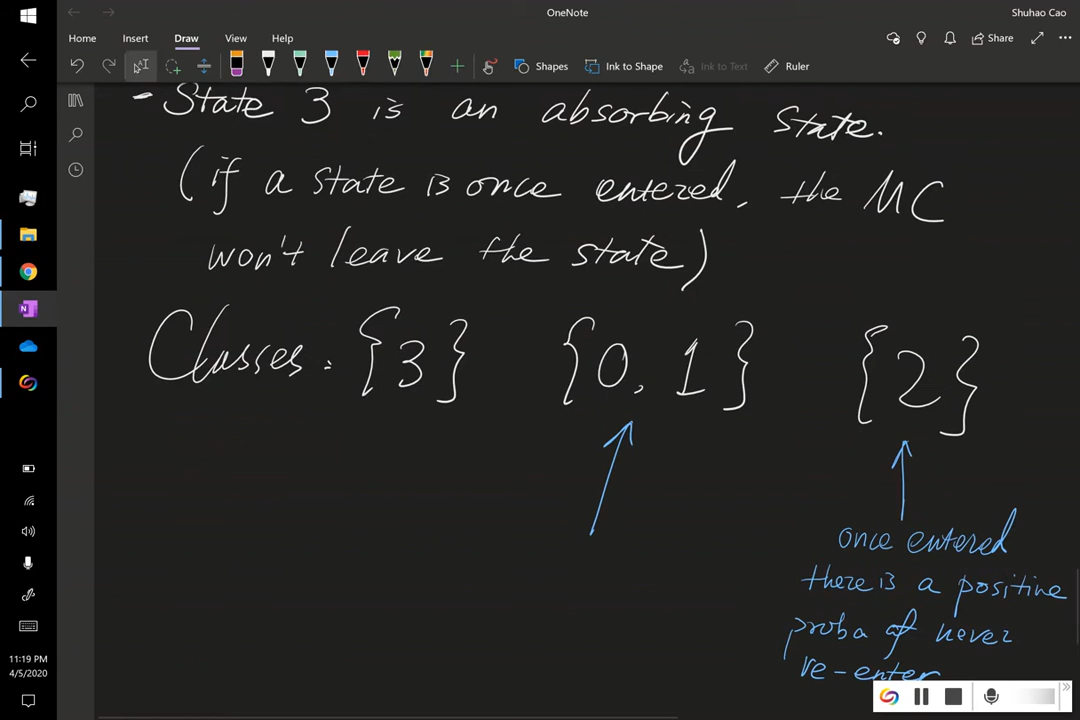 OneNote
Shuhao Cao
Home Insert Draw View Help
Share
Shapes Ink to Shape Ink to Text Ruler
- State 3 is an absorbing state.
(if a state is once entered, the MC
won't leave the state)
Classes: {3} {0, 1} {2}
once entered
there is a positive
proba of never
re-enter
11:19 PM
4/5/2020